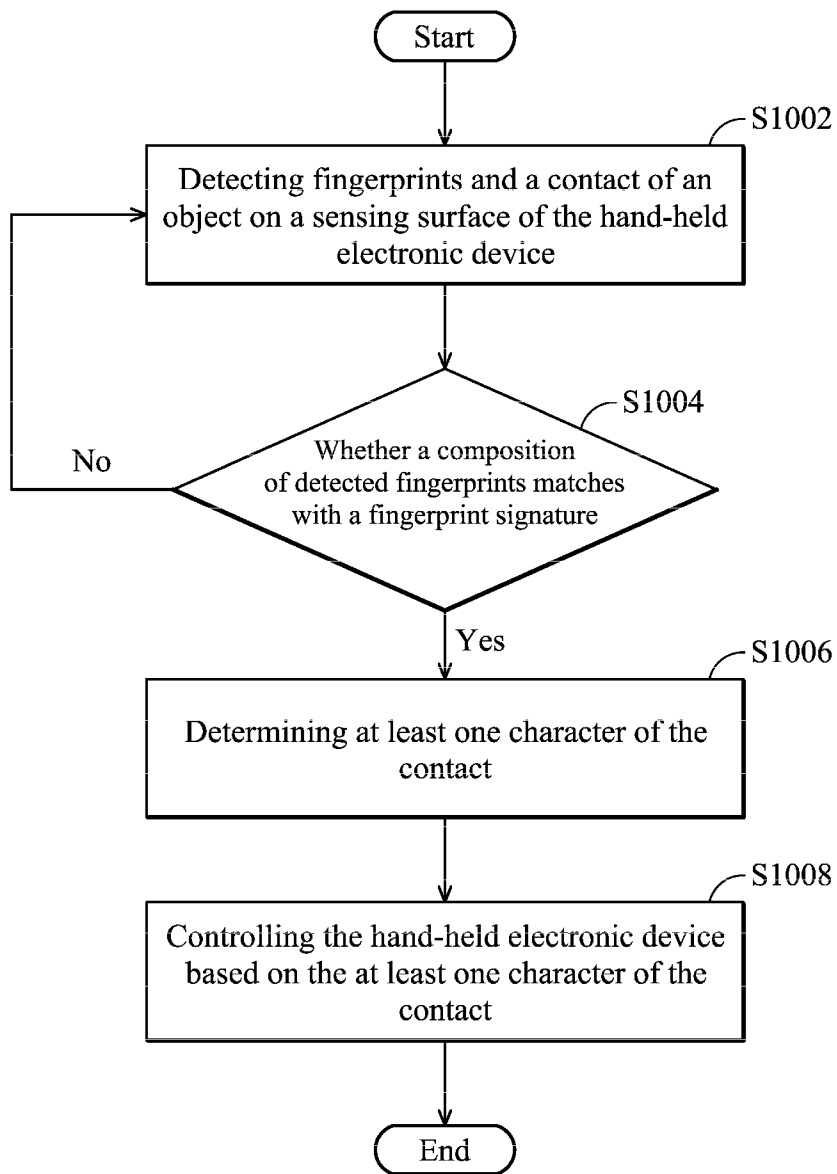 Start
S1002
Detecting fingerprints and a contact of an
object on a sensing surface of the hand-held
electronic device
S1004
Whether a composition
of detected fingerprints matches
with a fingerprint signature
No
Yes
S1006
Determining at least one character of the
contact
S1008
Controlling the hand-held electronic device
based on the at least one character of the
contact
End